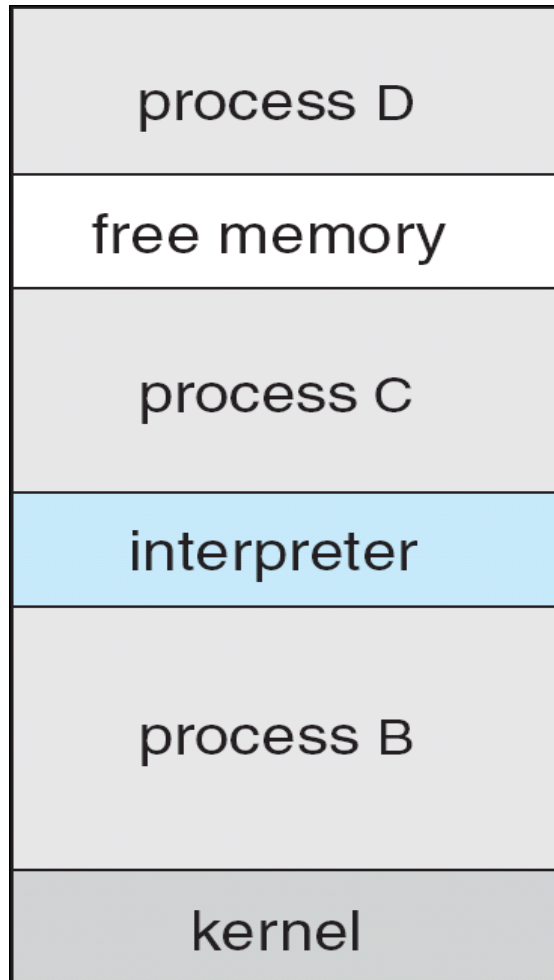 process D
free memory
process C
interpreter
process B
kernel